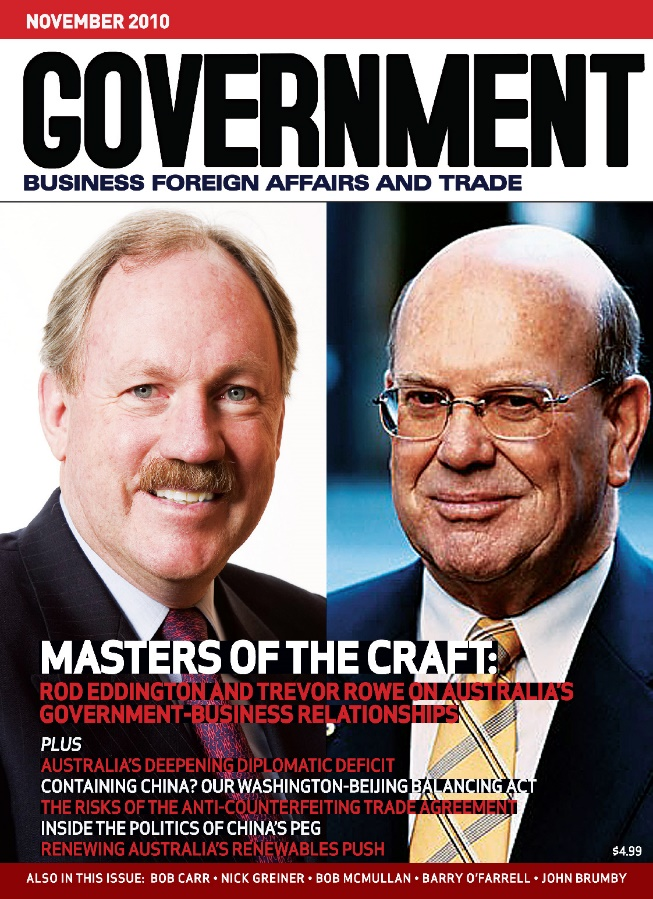 NOVEMBER 2010
GOVERNMENT
BUSINESS FOREIGN AFFAIRS AND TRADE
MASTERS OF THE CRAFT:
ROD EDDINGTON AND TREVOR ROWE ON AUSTRALIA'S
GOVERNMENT-BUSINESS RELATIONSHIPS
PLUS
AUSTRALIA'S DEEPENING DIPLOMATIC DEFICIT
CONTAINING CHINA? OUR WASHINGTON-BEIJING BALANCING ACT
THE RISKS OF THE ANTI-COUNTERFEITING TRADE AGREEMENT
INSIDE THE POLITICS OF CHINA'S PEG
RENEWING AUSTRALIA'S RENEWABLES PUSH
$4.99
ALSO IN THIS ISSUE: BOB CARR • NICK GREINER • BOB MCMULLAN • BARRY O'FARRELL • JOHN BRUMBY